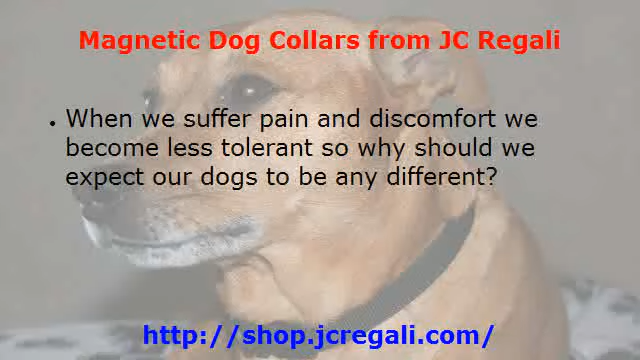 Magnetic Dog Collars from JC Regali
• When we suffer pain and discomfort we
become less tolerant so why should we
expect our dogs to be any different?
http://shop.jcregali.com/